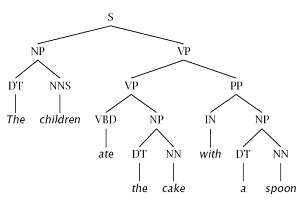 S
NP VP
DT NNS VP PP
The children VBD NP IN NP
ate DT NN with DT NN
the cake a spoon